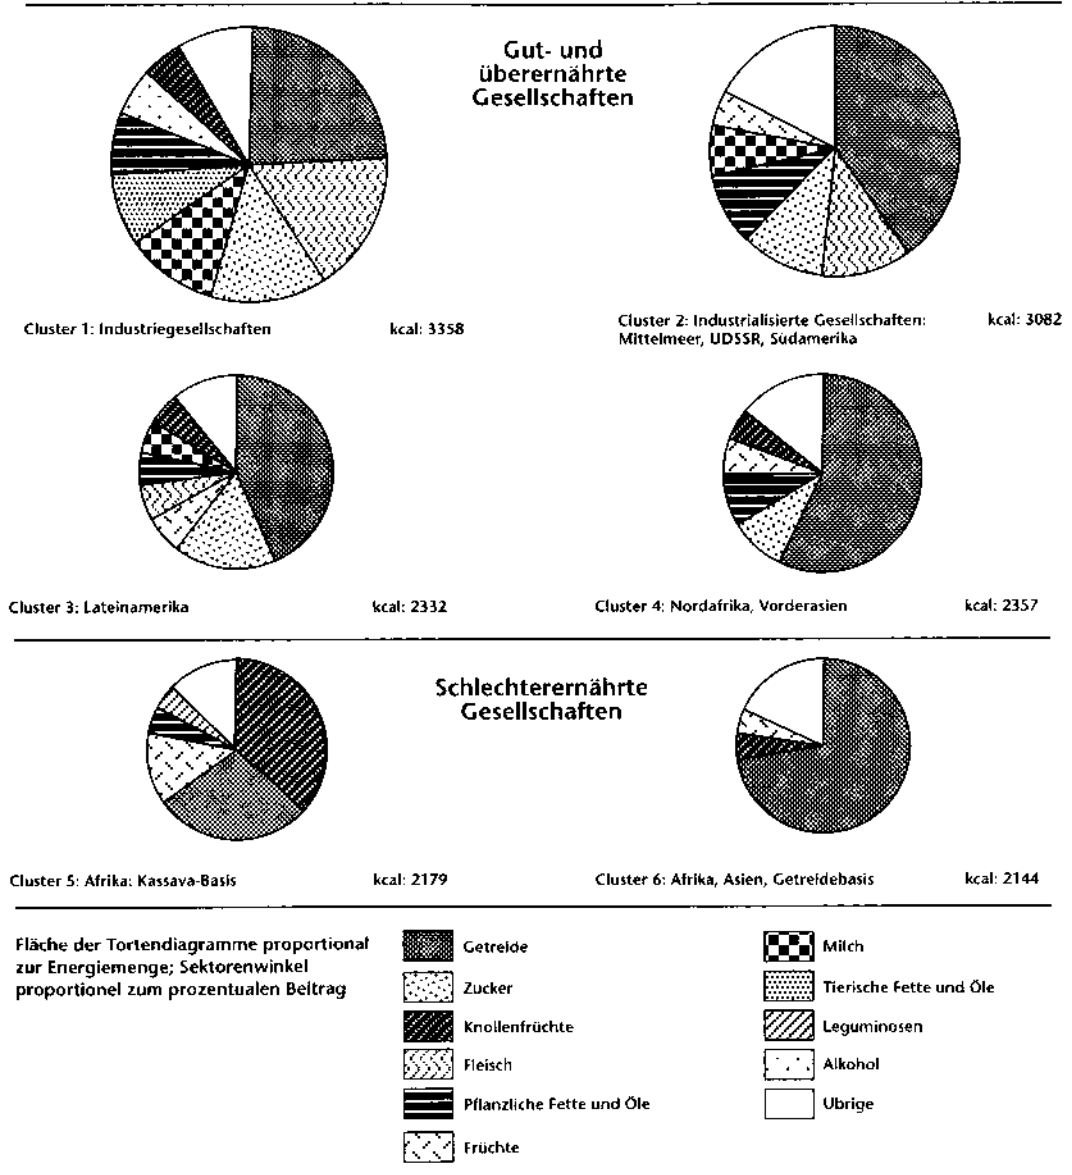 Gut- und
überernährte
Gesellschaften
Cluster 1: Industriegesellschaften kcal: 3358
Cluster 2: Industrialisierte Gesellschaften: kcal: 3082
Mittelmeer, UDSSR, Südamerika
Cluster 3: Lateinamerika kcal: 2332
Cluster 4: Nordafrika, Vorderasien kcal: 2357
Schlechterernährte
Gesellschaften
Cluster 5: Afrika: Kassava-Basis kcal: 2179
Cluster 6: Afrika, Asien, Getreidebasis kcal: 2144
Fläche der Tortendiagramme proportional
zur Energiemenge; Sektorenwinkel
proportionel zum prozentualen Beitrag
Getreide
Zucker
Knollenfrüchte
Fleisch
Pflanzliche Fette und Öle
Früchte
Milch
Tierische Fette und Öle
Leguminosen
Alkohol
Übrige